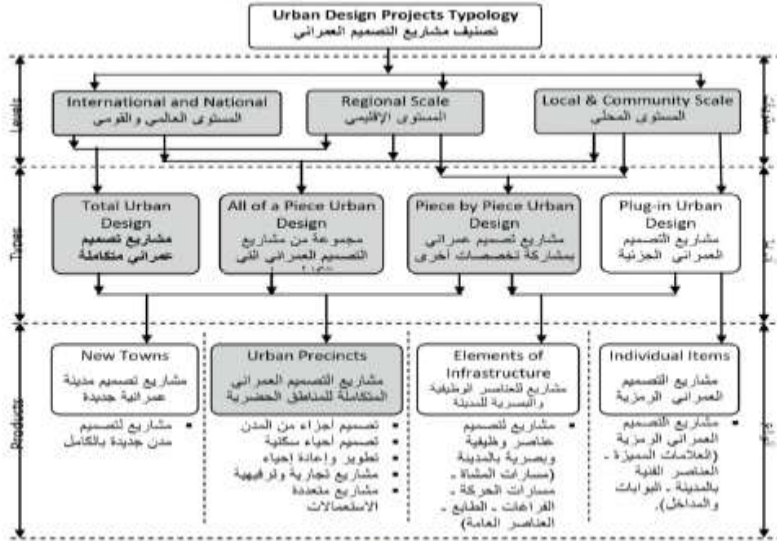 Urban Design Projects Typology
تصنيف مشاريع التصميم العمراني
Levels
International and National
المستوى العالمي والقومي
Regional Scale
المستوى الإقليمي
Local & Community Scale
المستوى المحلي
Types
Total Urban
Design
مشاريع تصميم
عمراني متكاملة
All of a Piece Urban
Design
مجموعة من مشاريع
التصميم العمراني التي
Piece by Piece Urban
Design
مشاريع تصميم عمراني
بمشاركة تخصصات أخرى
Plug-in Urban
Design
مشاريع التصميم
العمراني الجزئية
Products
New Towns
مشاريع تصميم مدينة
عمرانية جديدة
▪ مشاريع لتصميم
مدن جديدة بالكامل
Urban Precincts
مشاريع التصميم العمراني
المتكاملة للمناطق الحضرية
▪ تصميم أجزاء من المدن
▪ تصميم أحياء سكنية
▪ تطوير وإعادة إحياء
▪ مشاريع تجارية وترفيهية
▪ مشاريع متعددة
الاستعمالات
Elements of
Infrastructure
مشاريع للعناصر الوظيفية
والبصرية للمدينة
▪ مشاريع لتصميم
عناصر وظيفية
وبصرية بالمدينة
(مسارات المشاة -
مسارات الحركة -
الفراغات - الطابع -
العناصر العامة)
Individual Items
مشاريع التصميم
العمراني الرمزية
▪ مشاريع التصميم
العمراني الرمزية
(العلامات المميزة -
العناصر الفنية
بالمدينة - البوابات
والمداخل).